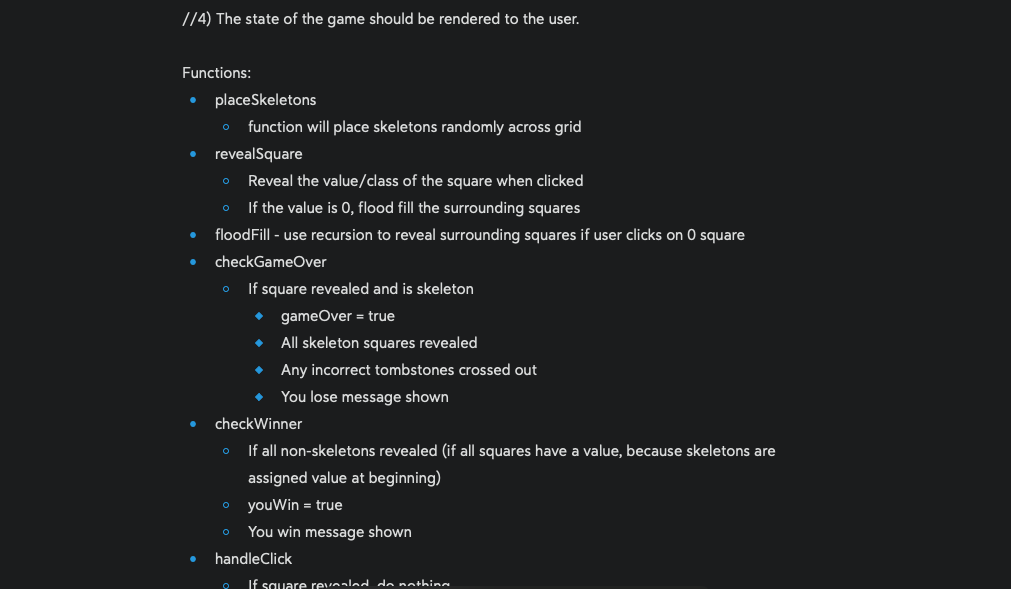 //4) The state of the game should be rendered to the user.
Functions:
placeSkeletons
function will place skeletons randomly across grid
revealSquare
Reveal the value/class of the square when clicked
If the value is 0, flood fill the surrounding squares
floodFill - use recursion to reveal surrounding squares if user clicks on 0 square
checkGameOver
If square revealed and is skeleton
gameOver = true
All skeleton squares revealed
Any incorrect tombstones crossed out
You lose message shown
checkWinner
If all non-skeletons revealed (if all squares have a value, because skeletons are
assigned value at beginning)
youWin = true
You win message shown
handleClick
If square revealed, do nothing